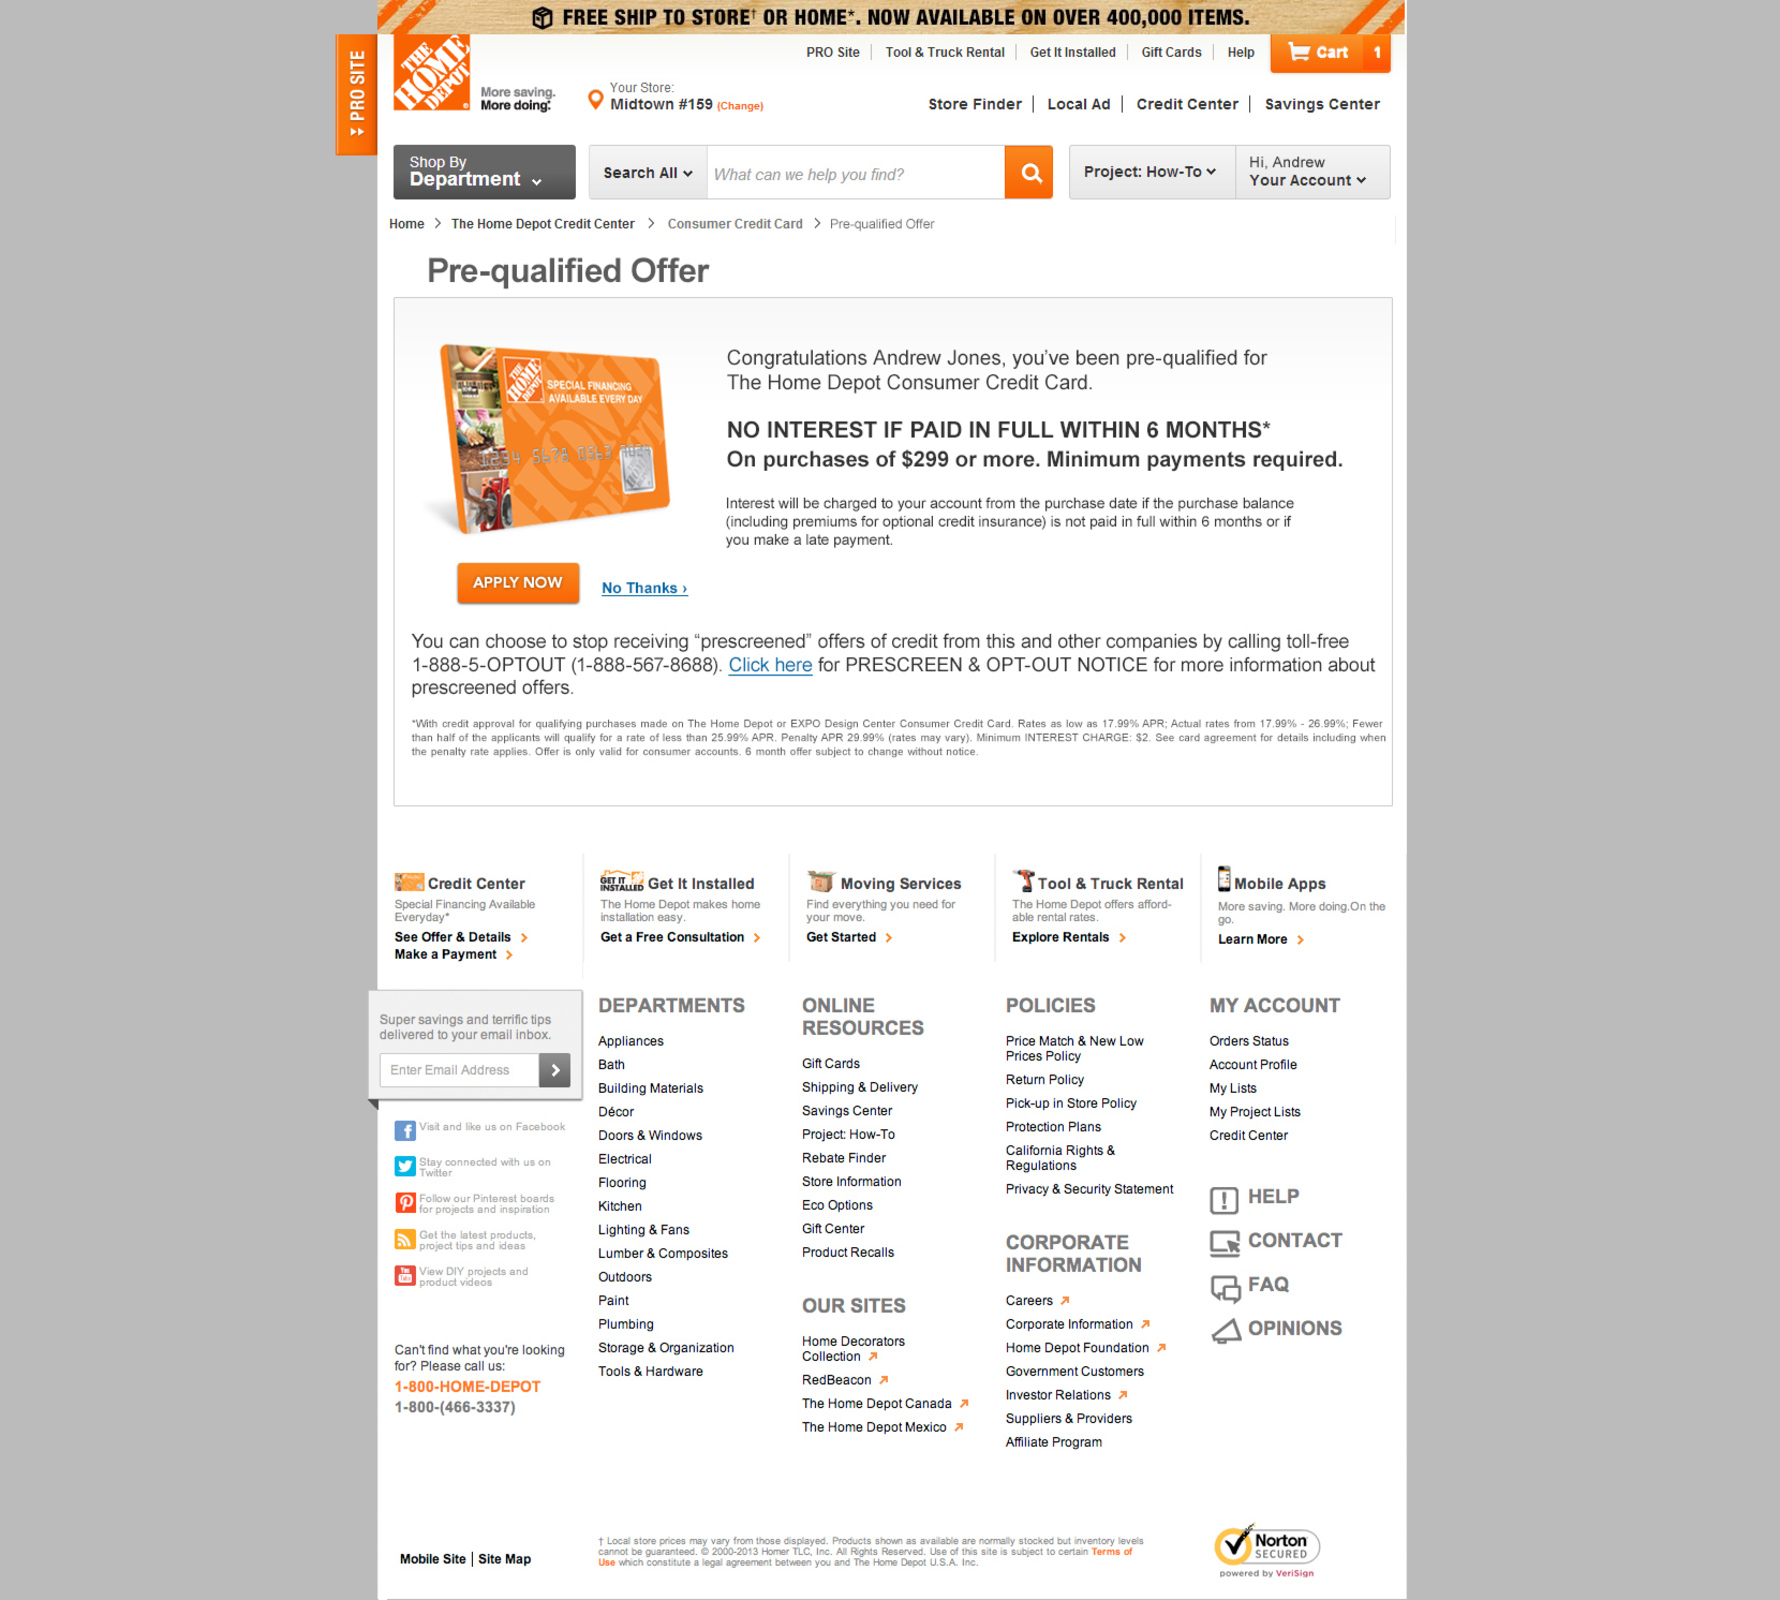 FREE SHIP TO STORE† OR HOME*. NOW AVAILABLE ON OVER 400,000 ITEMS.
PRO SITE
THE HOME DEPOT
More saving.
More doing.
Your Store:
Midtown #159 (Change)
PRO Site | Tool & Truck Rental | Get It Installed | Gift Cards | Help
Cart 1
Store Finder | Local Ad | Credit Center | Savings Center
Shop By
Department
Search All
What can we help you find?
Project: How-To
Hi, Andrew
Your Account
Home > The Home Depot Credit Center > Consumer Credit Card > Pre-qualified Offer
Pre-qualified Offer
THE HOME DEPOT
SPECIAL FINANCING
AVAILABLE EVERY DAY
1234 5678 0563 7024
Congratulations Andrew Jones, you’ve been pre-qualified for
The Home Depot Consumer Credit Card.
NO INTEREST IF PAID IN FULL WITHIN 6 MONTHS*
On purchases of $299 or more. Minimum payments required.
Interest will be charged to your account from the purchase date if the purchase balance
(including premiums for optional credit insurance) is not paid in full within 6 months or if
you make a late payment.
APPLY NOW
No Thanks ›
You can choose to stop receiving “prescreened” offers of credit from this and other companies by calling toll-free
1-888-5-OPTOUT (1-888-567-8688). Click here for PRESCREEN & OPT-OUT NOTICE for more information about
prescreened offers.
*With credit approval for qualifying purchases made on The Home Depot or EXPO Design Center Consumer Credit Card. Rates as low as 17.99% APR; Actual rates from 17.99% - 26.99%; Fewer
than half of the applicants will qualify for a rate of less than 25.99% APR. Penalty APR 29.99% (rates may vary). Minimum INTEREST CHARGE: $2. See card agreement for details including when
the penalty rate applies. Offer is only valid for consumer accounts. 6 month offer subject to change without notice.
Credit Center
Special Financing Available
Everyday*
See Offer & Details
Make a Payment
GET IT
INSTALLED
Get It Installed
The Home Depot makes home
installation easy.
Get a Free Consultation
Moving Services
Find everything you need for
your move.
Get Started
Tool & Truck Rental
The Home Depot offers afford-
able rental rates.
Explore Rentals
Mobile Apps
More saving. More doing.On the
go.
Learn More
Super savings and terrific tips
delivered to your email inbox.
Enter Email Address
Visit and like us on Facebook
Stay connected with us on
Twitter
Follow our Pinterest boards
for projects and inspiration
Get the latest products,
project tips and ideas
You
View DIY projects and
product videos
Can't find what you're looking
for? Please call us:
1-800-HOME-DEPOT
1-800-(466-3337)
DEPARTMENTS
Appliances
Bath
Building Materials
Décor
Doors & Windows
Electrical
Flooring
Kitchen
Lighting & Fans
Lumber & Composites
Outdoors
Paint
Plumbing
Storage & Organization
Tools & Hardware
ONLINE
RESOURCES
Gift Cards
Shipping & Delivery
Savings Center
Project: How-To
Rebate Finder
Store Information
Eco Options
Gift Center
Product Recalls
OUR SITES
Home Decorators
Collection
RedBeacon
The Home Depot Canada
The Home Depot Mexico
POLICIES
Price Match & New Low
Prices Policy
Return Policy
Pick-up in Store Policy
Protection Plans
California Rights &
Regulations
Privacy & Security Statement
CORPORATE
INFORMATION
Careers
Corporate Information
Home Depot Foundation
Government Customers
Investor Relations
Suppliers & Providers
Affiliate Program
MY ACCOUNT
Orders Status
Account Profile
My Lists
My Project Lists
Credit Center
HELP
CONTACT
FAQ
OPINIONS
Mobile Site | Site Map
† Local store prices may vary from those displayed. Products shown as available are normally stocked but inventory levels
cannot be guaranteed. © 2000-2013 Homer TLC, Inc. All Rights Reserved. Use of this site is subject to certain Terms of
Use which constitute a legal agreement between you and The Home Depot U.S.A. Inc.
Norton
SECURED
powered by VeriSign